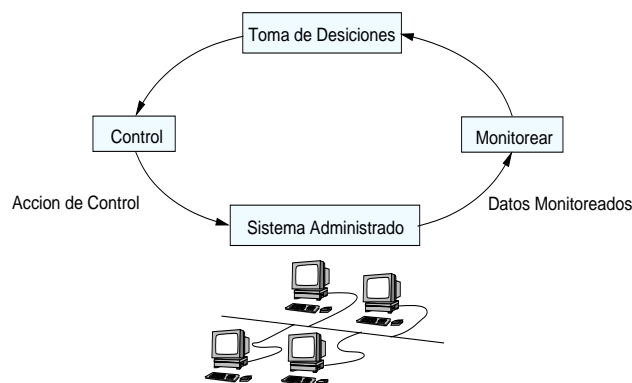 Toma de Desiciones
Control
Monitorear
Accion de Control
Datos Monitoreados
Sistema Administrado